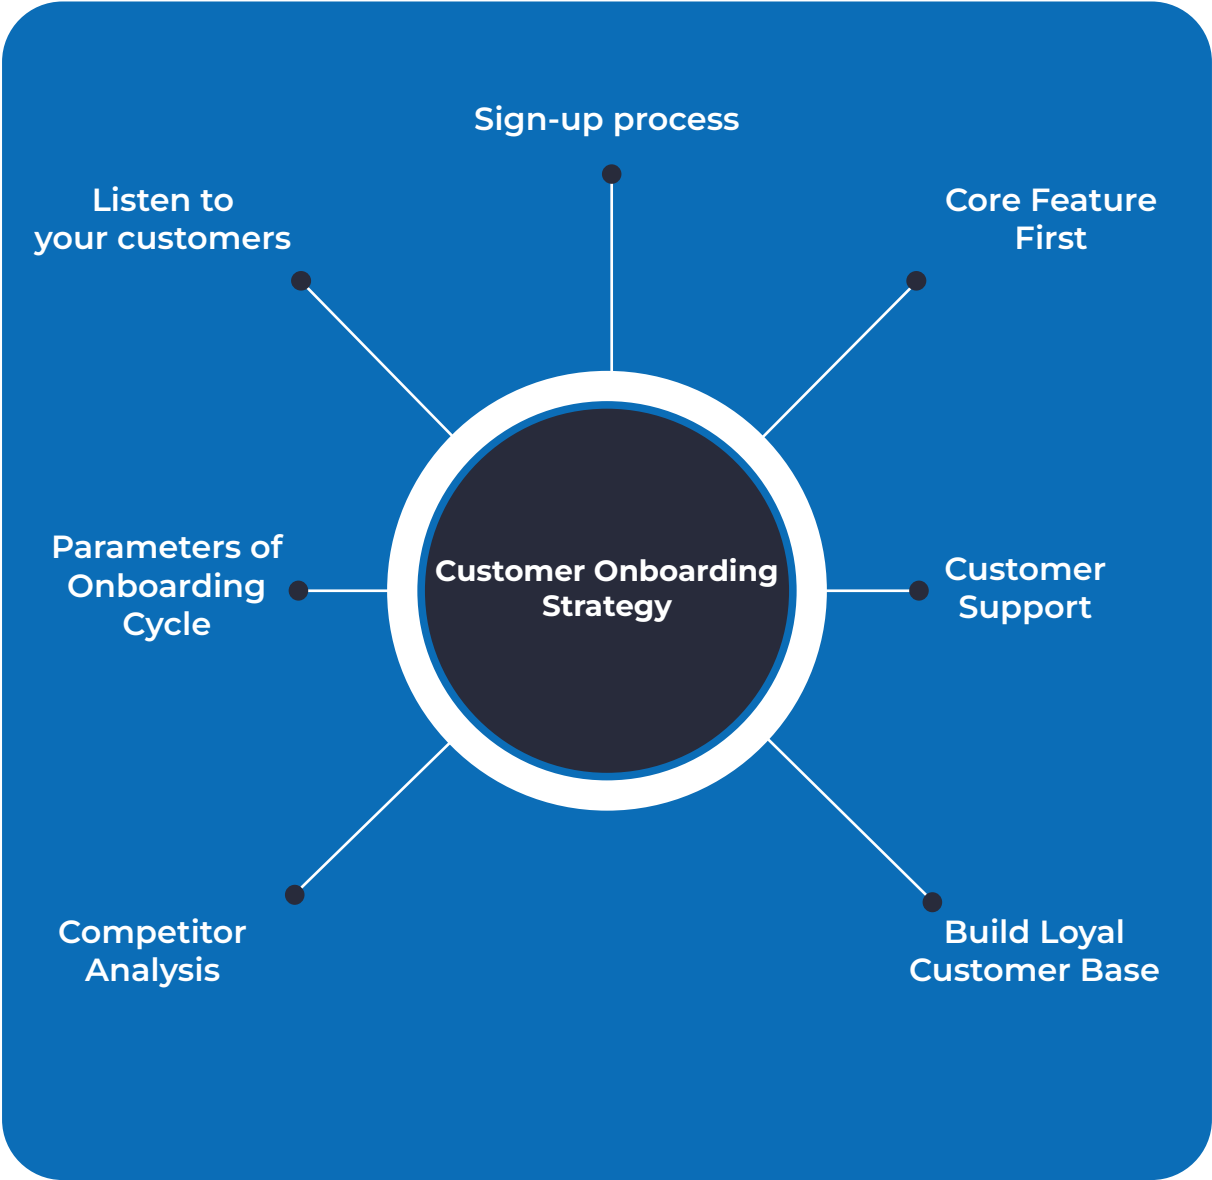 Sign-up process
Listen to
your customers
Core Feature
First
Parameters of
Onboarding
Cycle
Customer Onboarding
Strategy
Customer
Support
Competitor
Analysis
Build Loyal
Customer Base